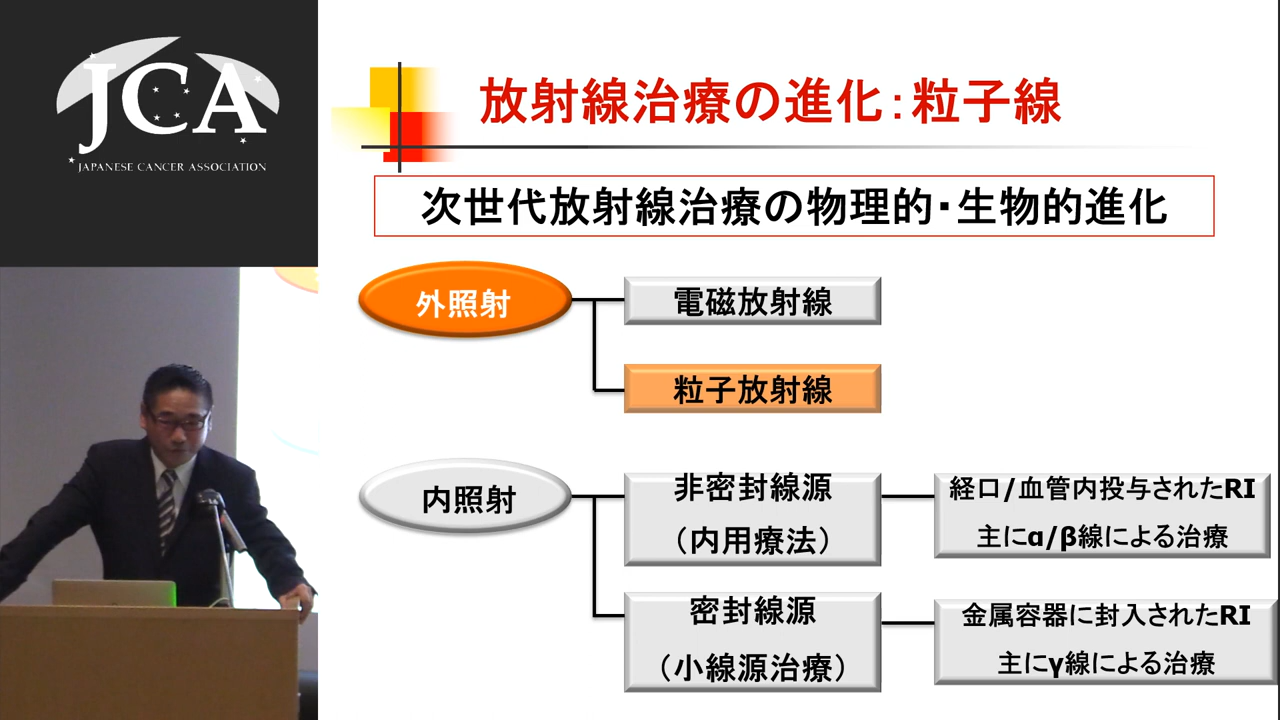 JCA
JAPANESE CANCER ASSOCIATION
放射線治療の進化：粒子線
次世代放射線治療の物理的・生物的進化
外照射
電磁放射線
粒子放射線
内照射
非密封線源
（内用療法）
経口/血管内投与されたRI
主にα/β線による治療
密封線源
（小線源治療）
金属容器に封入されたRI
主にγ線による治療